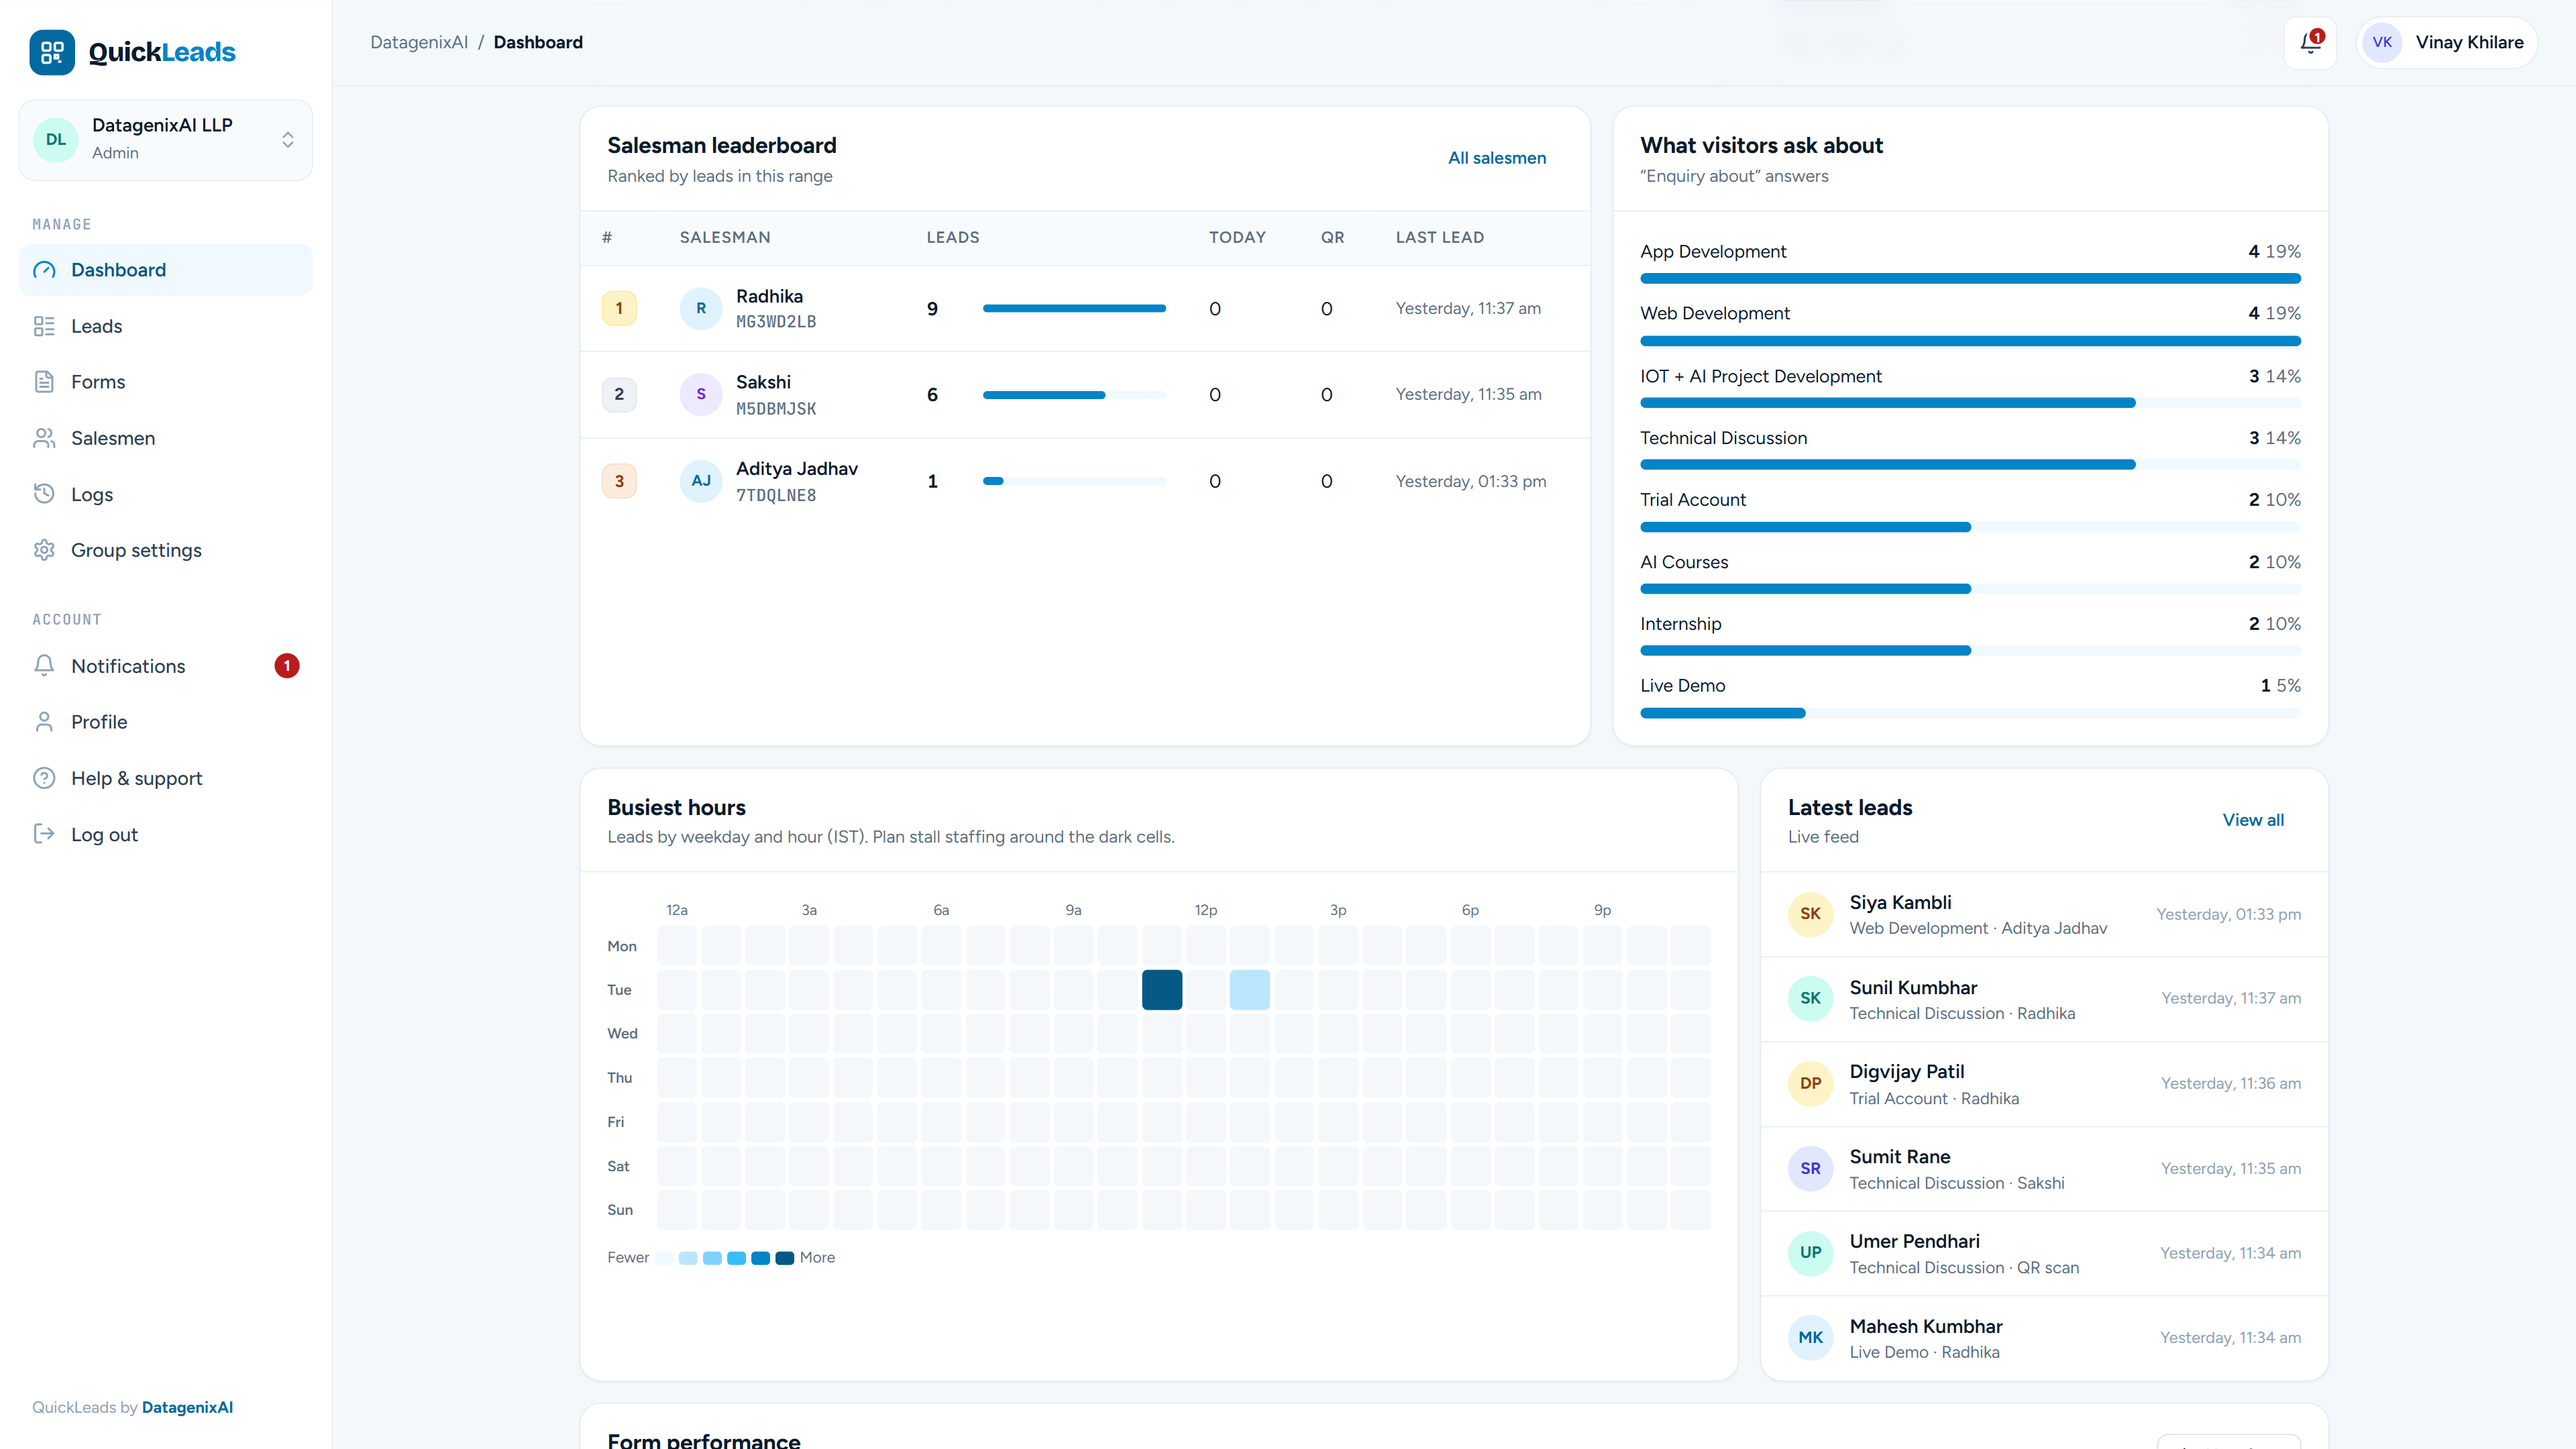 QuickLeads
DL
DatagenixAI LLP
Admin
MANAGE
Dashboard
Leads
Forms
Salesmen
Logs
Group settings
ACCOUNT
Notifications 1
Profile
Help & support
Log out
QuickLeads by DatagenixAI
DatagenixAI / Dashboard
1
VK Vinay Khilare
Salesman leaderboard
Ranked by leads in this range
All salesmen
# SALESMAN LEADS TODAY QR LAST LEAD
1 R Radhika 9 0 0 Yesterday, 11:37 am
MG3WD2LB
2 S Sakshi 6 0 0 Yesterday, 11:35 am
M5DBMJSK
3 AJ Aditya Jadhav 1 0 0 Yesterday, 01:33 pm
7TDQLNE8
What visitors ask about
“Enquiry about” answers
App Development 4 19%
Web Development 4 19%
IOT + AI Project Development 3 14%
Technical Discussion 3 14%
Trial Account 2 10%
AI Courses 2 10%
Internship 2 10%
Live Demo 1 5%
Busiest hours
Leads by weekday and hour (IST). Plan stall staffing around the dark cells.
12a 3a 6a 9a 12p 3p 6p 9p
Mon
Tue
Wed
Thu
Fri
Sat
Sun
Fewer More
Latest leads
Live feed
View all
SK Siya Kambli Yesterday, 01:33 pm
Web Development · Aditya Jadhav
SK Sunil Kumbhar Yesterday, 11:37 am
Technical Discussion · Radhika
DP Digvijay Patil Yesterday, 11:36 am
Trial Account · Radhika
SR Sumit Rane Yesterday, 11:35 am
Technical Discussion · Sakshi
UP Umer Pendhari Yesterday, 11:34 am
Technical Discussion · QR scan
MK Mahesh Kumbhar Yesterday, 11:34 am
Live Demo · Radhika
Form performance